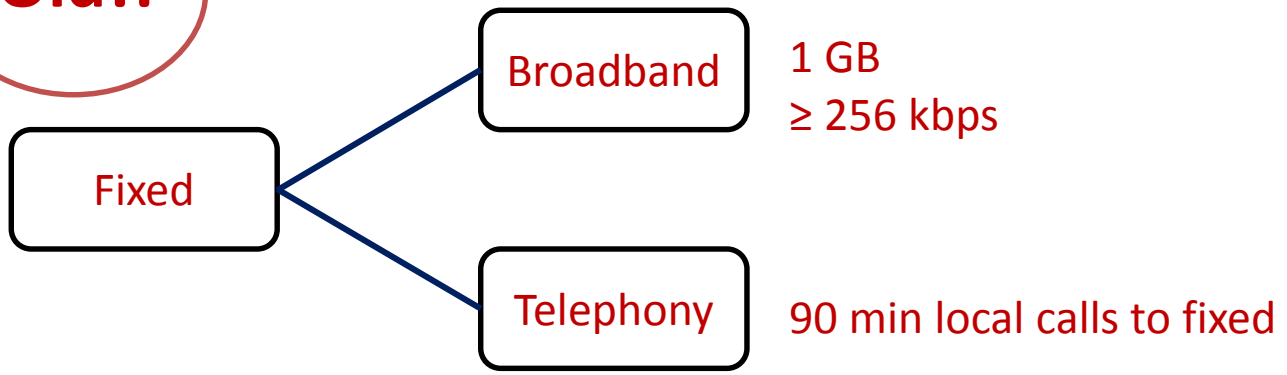 Broadband
1 GB
≥ 256 kbps
Fixed
Telephony
90 min local calls to fixed